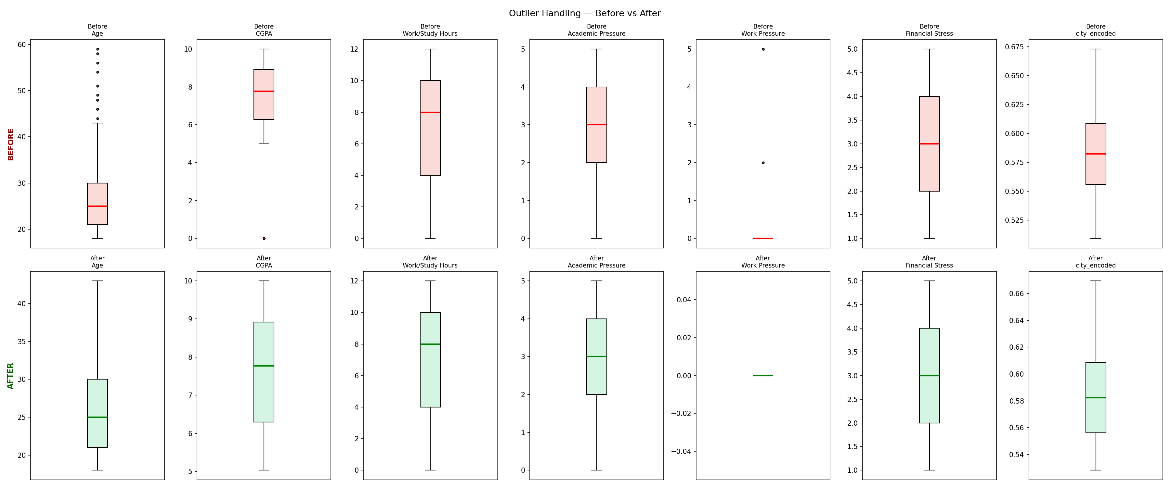 Outlier Handling — Before vs After
Before
Age
Before
CGPA
Before
Work/Study Hours
Before
Academic Pressure
Before
Work Pressure
Before
Financial Stress
Before
city_encoded
BEFORE
60
50
40
30
20
10
8
6
4
2
0
12
10
8
6
4
2
0
5
4
3
2
1
0
5
4
3
2
1
0
5.0
4.5
4.0
3.5
3.0
2.5
2.0
1.5
1.0
0.675
0.650
0.625
0.600
0.575
0.550
0.525
After
Age
After
CGPA
After
Work/Study Hours
After
Academic Pressure
After
Work Pressure
After
Financial Stress
After
city_encoded
AFTER
40
35
30
25
20
10
9
8
7
6
5
12
10
8
6
4
2
0
5
4
3
2
1
0
0.04
0.02
0.00
−0.02
−0.04
5.0
4.5
4.0
3.5
3.0
2.5
2.0
1.5
1.0
0.66
0.64
0.62
0.60
0.58
0.56
0.54